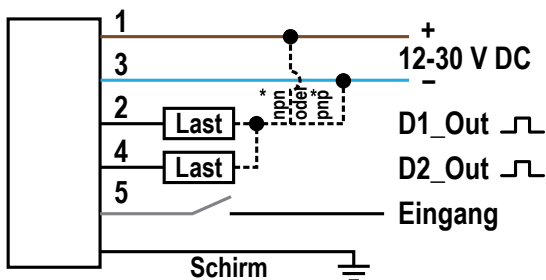 1
+
12-30 V DC
3
−
* npn
oder
* pnp
2
Last
D1_Out
4
Last
D2_Out
5
Eingang
Schirm